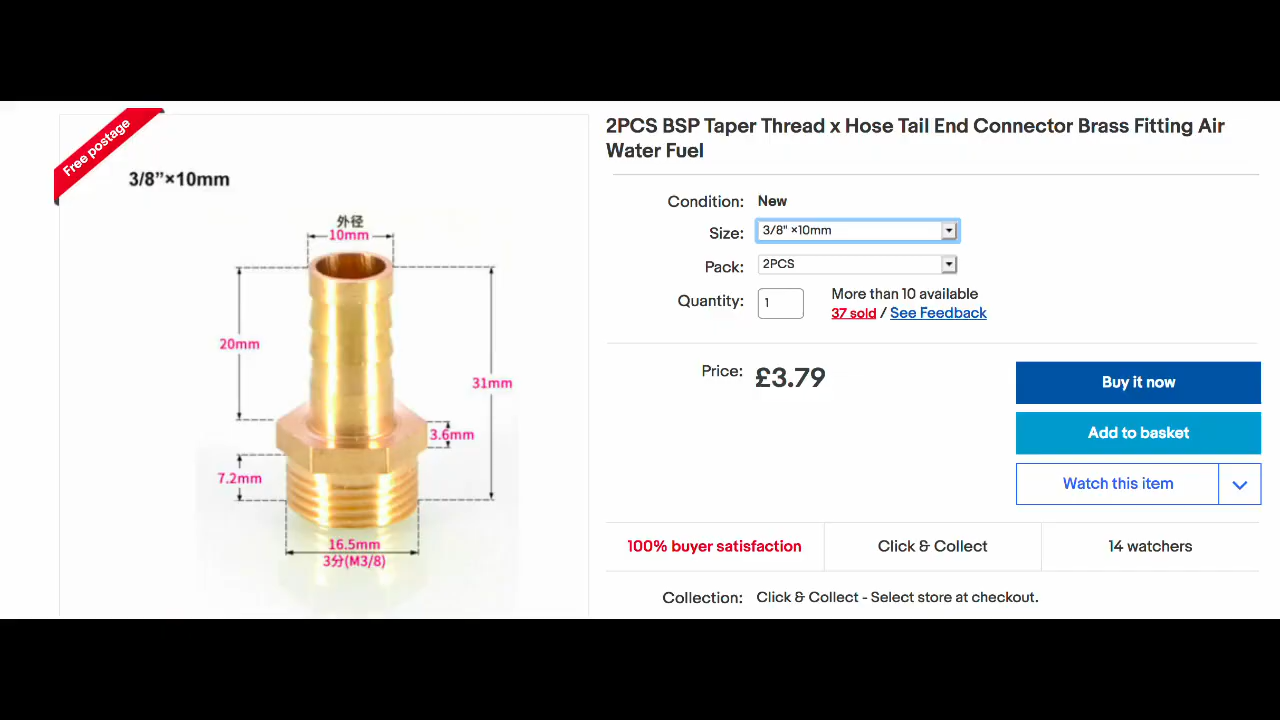 Free postage
3/8”×10mm
外径
10mm
20mm
31mm
3.6mm
7.2mm
16.5mm
3分(M3/8)
2PCS BSP Taper Thread x Hose Tail End Connector Brass Fitting Air
Water Fuel
Condition: New
Size: 3/8" ×10mm
Pack: 2PCS
Quantity: 1 More than 10 available
37 sold / See Feedback
Price: £3.79
Buy it now
Add to basket
Watch this item
100% buyer satisfaction Click & Collect 14 watchers
Collection: Click & Collect - Select store at checkout.